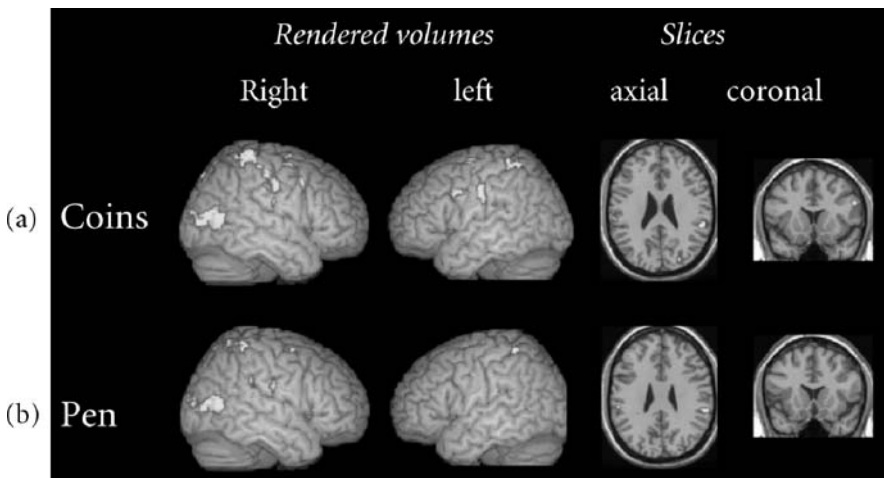 Rendered volumes Slices
Right left axial coronal
(a) Coins
(b) Pen